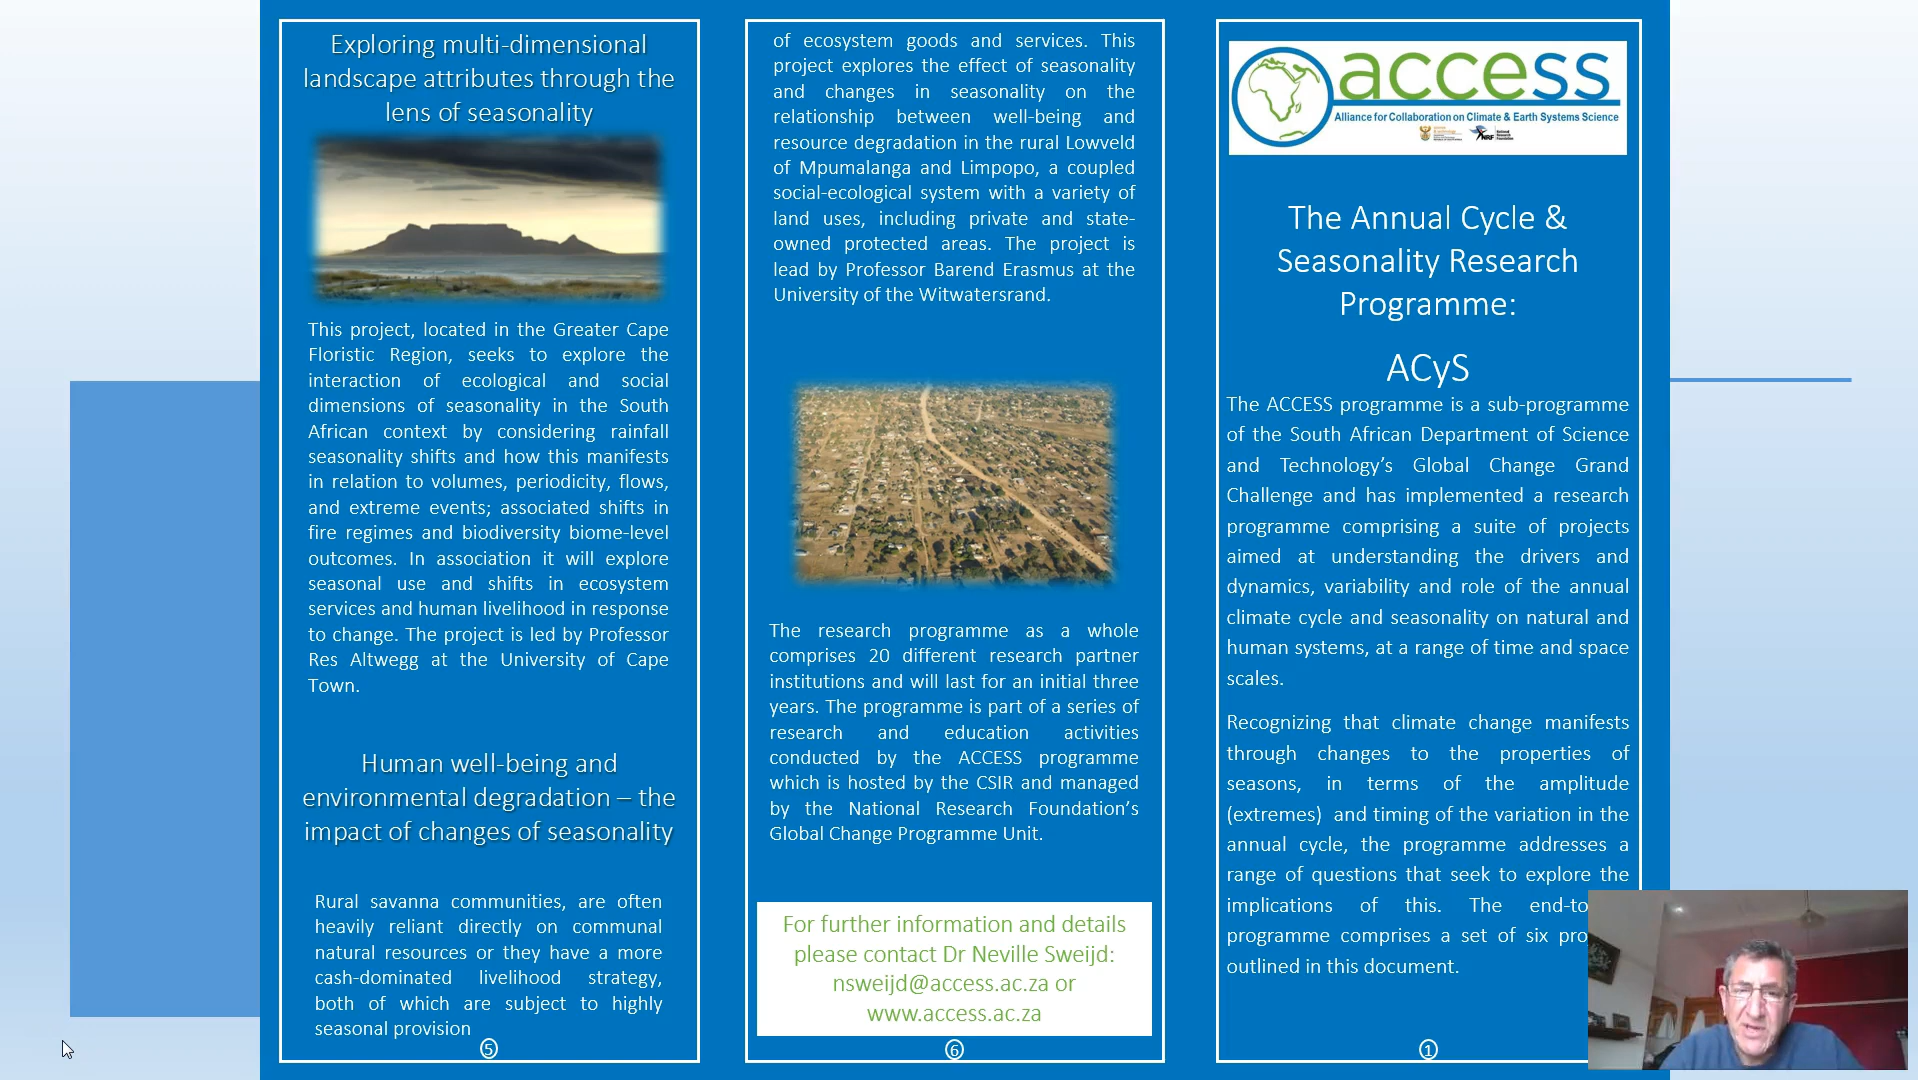 Exploring multi-dimensional
landscape attributes through the
lens of seasonality
This project, located in the Greater Cape
Floristic Region, seeks to explore the
interaction of ecological and social
dimensions of seasonality in the South
African context by considering rainfall
seasonality shifts and how this manifests
in relation to volumes, periodicity, flows,
and extreme events; associated shifts in
fire regimes and biodiversity biome-level
outcomes. In association it will explore
seasonal use and shifts in ecosystem
services and human livelihood in response
to change. The project is led by Professor
Res Altwegg at the University of Cape
Town.
Human well-being and
environmental degradation – the
impact of changes of seasonality
Rural savanna communities, are often
heavily reliant directly on communal
natural resources or they have a more
cash-dominated livelihood strategy,
both of which are subject to highly
seasonal provision
5
of ecosystem goods and services. This
project explores the effect of seasonality
and changes in seasonality on the
relationship between well-being and
resource degradation in the rural Lowveld
of Mpumalanga and Limpopo, a coupled
social-ecological system with a variety of
land uses, including private and state-
owned protected areas. The project is
lead by Professor Barend Erasmus at the
University of the Witwatersrand.
The research programme as a whole
comprises 20 different research partner
institutions and will last for an initial three
years. The programme is part of a series of
research and education activities
conducted by the ACCESS programme
which is hosted by the CSIR and managed
by the National Research Foundation’s
Global Change Programme Unit.
For further information and details
please contact Dr Neville Sweijd:
nsweijd@access.ac.za or
www.access.ac.za
6
access
Alliance for Collaboration on Climate & Earth Systems Science
NRF
The Annual Cycle &
Seasonality Research
Programme:
ACyS
The ACCESS programme is a sub-programme
of the South African Department of Science
and Technology’s Global Change Grand
Challenge and has implemented a research
programme comprising a suite of projects
aimed at understanding the drivers and
dynamics, variability and role of the annual
climate cycle and seasonality on natural and
human systems, at a range of time and space
scales.
Recognizing that climate change manifests
through changes to the properties of
seasons, in terms of the amplitude
(extremes) and timing of the variation in the
annual cycle, the programme addresses a
range of questions that seek to explore the
implications of this. The end-to
programme comprises a set of six pro
outlined in this document.
1